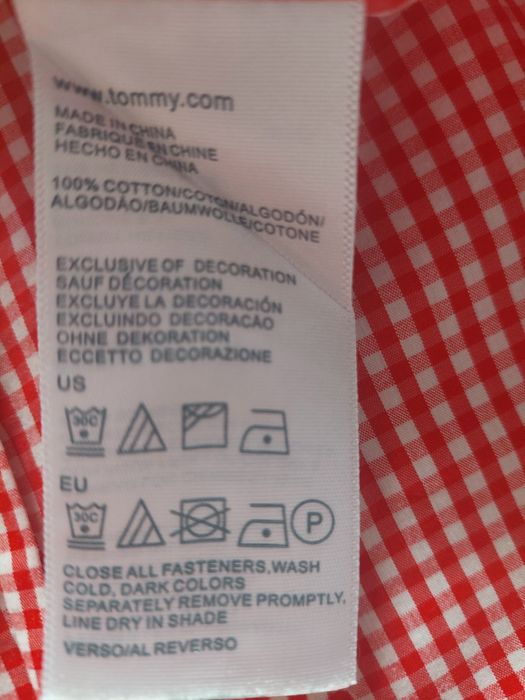 www.tommy.com
MADE IN CHINA
FABRIQUE EN CHINE
HECHO EN CHINA
100% COTTON/COTON/ALGODÓN/
ALGODÃO/BAUMWOLLE/COTONE
EXCLUSIVE OF DECORATION
SAUF DÉCORATION
EXCLUYE LA DECORACIÓN
EXCLUINDO DECORACAO
OHNE DEKORATION
ECCETTO DECORAZIONE
US
30C
EU
30C P
CLOSE ALL FASTENERS,WASH
COLD, DARK COLORS
SEPARATELY REMOVE PROMPTLY,
LINE DRY IN SHADE
VERSO/AL REVERSO